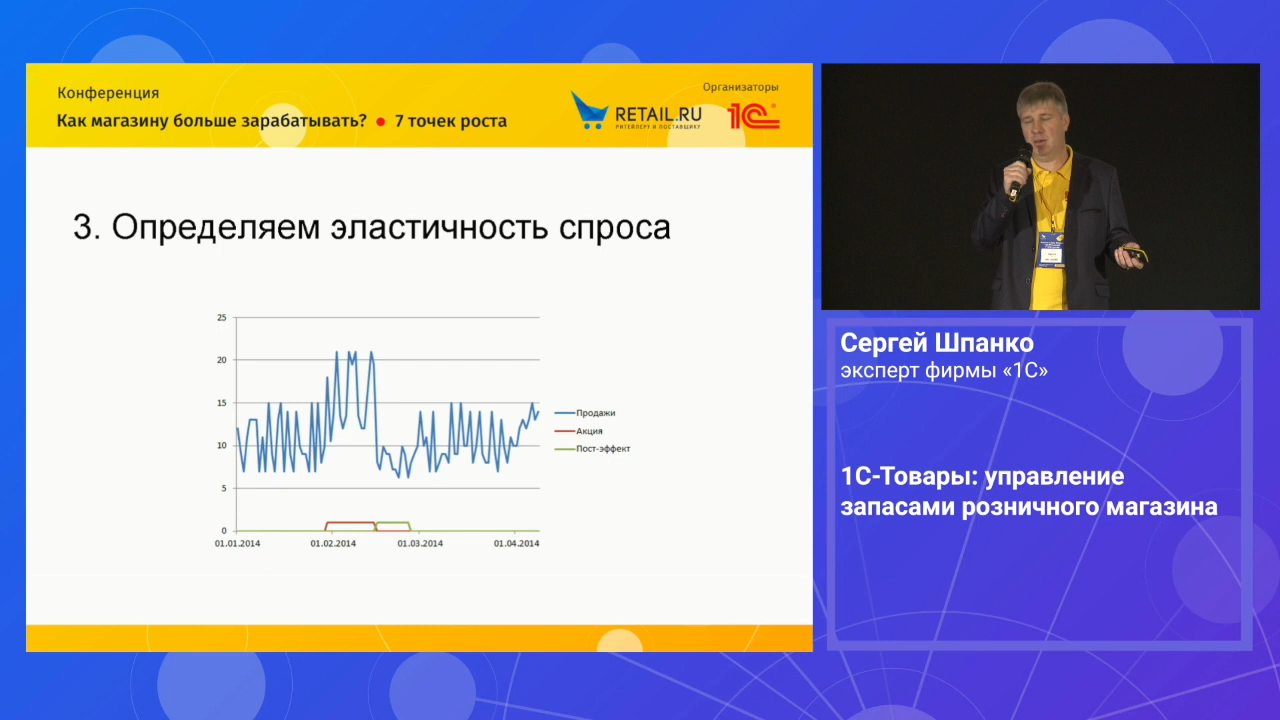 Конференция
Как магазину больше зарабатывать? • 7 точек роста
Организаторы
RETAIL.RU
РИТЕЙЛЕРУ И ПОСТАВЩИКУ
1С
3. Определяем эластичность спроса
25
20
15
10
5
0
01.01.2014
01.02.2014
01.03.2014
01.04.2014
Продажи
Акция
Пост-эффект
Сергей Шпанко
эксперт фирмы «1С»
1С-Товары: управление
запасами розничного магазина